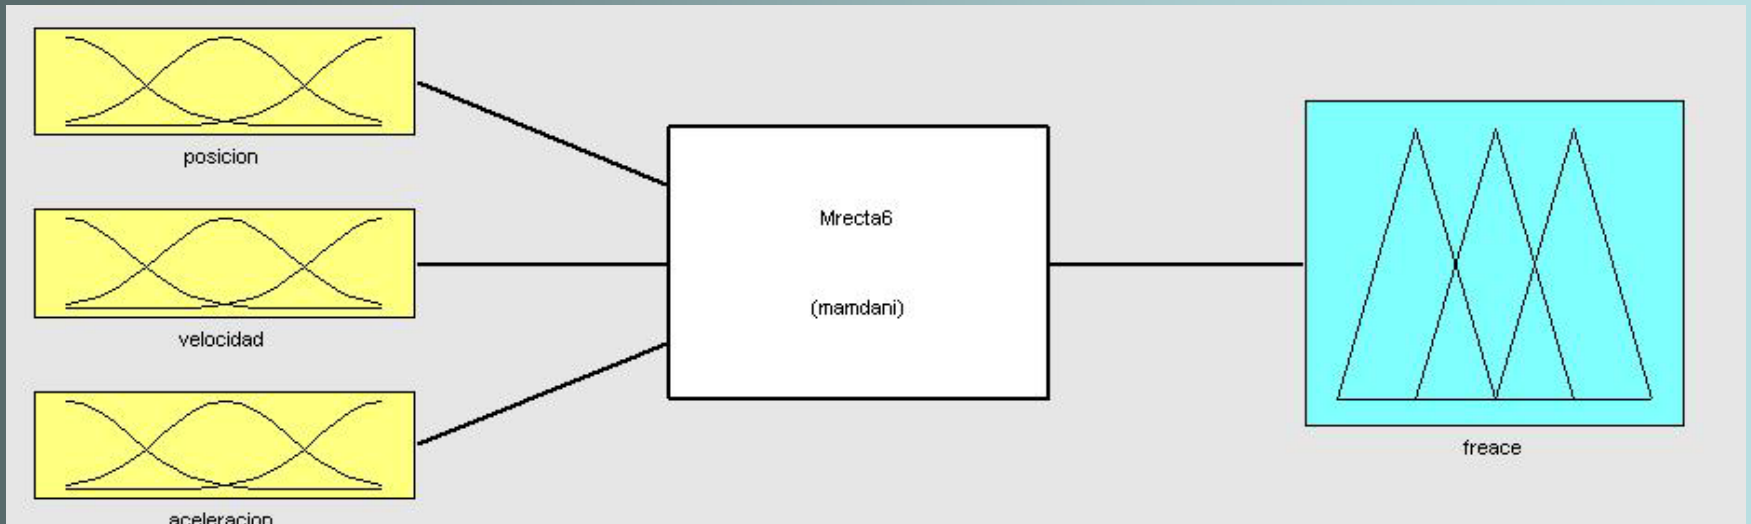 posicion
velocidad
aceleracion
Mrecta6
(mamdani)
freace